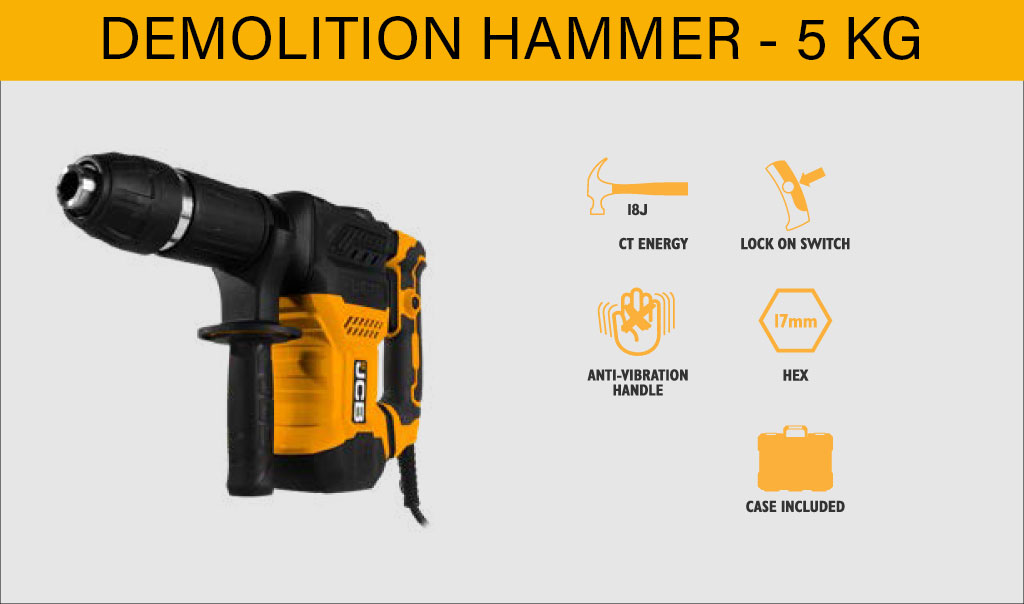 DEMOLITION HAMMER - 5 KG
18J
CT ENERGY
LOCK ON SWITCH
ANTI-VIBRATION
HANDLE
17mm
HEX
CASE INCLUDED
JCB